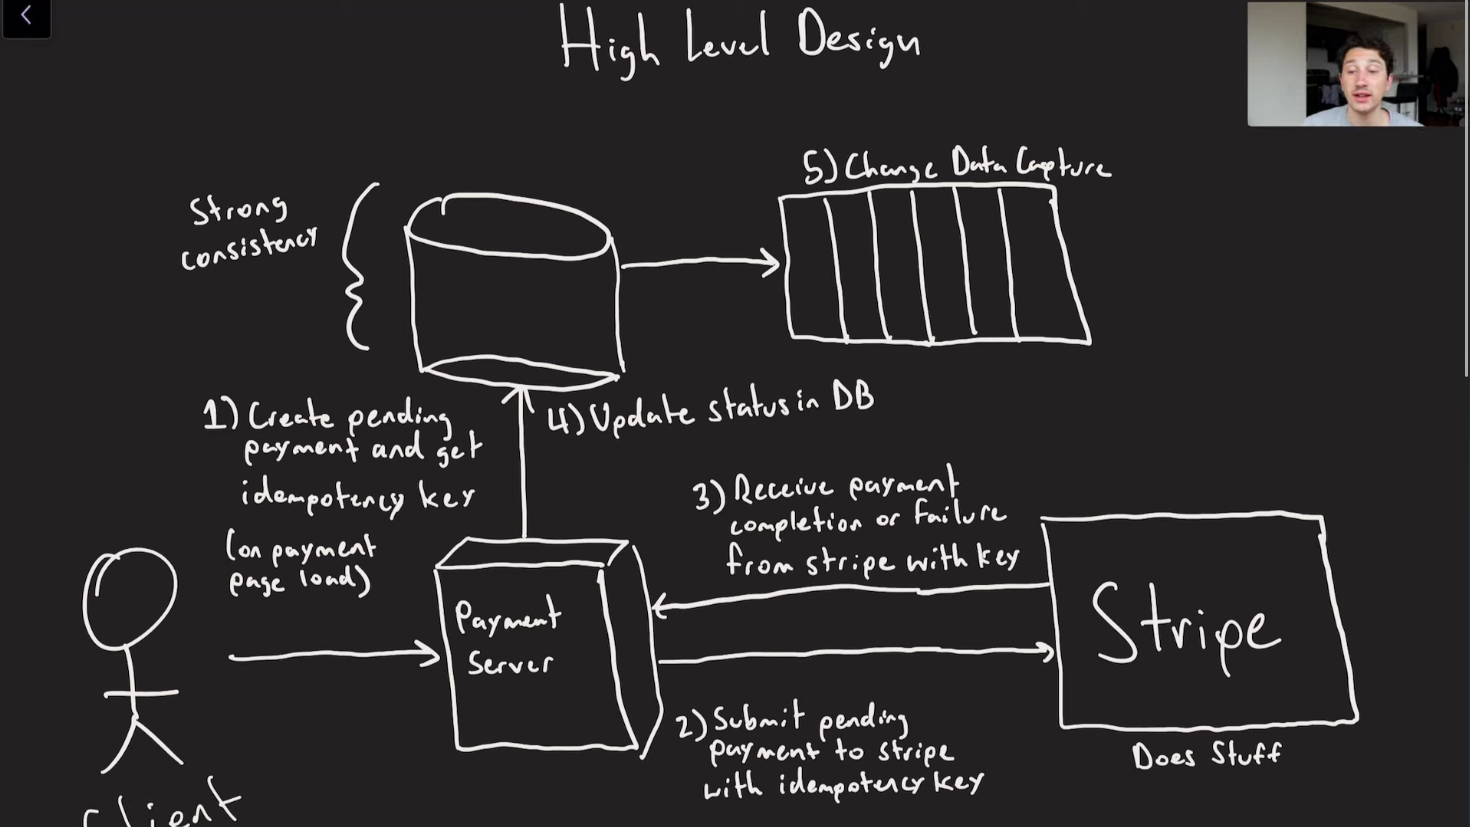 High Level Design
5) Change Data Capture
Strong
consistency
1) Create pending
payment and get
idempotency key
(on payment
page load)
4) Update status in DB
3) Receive payment
completion or failure
from stripe with key
Payment
Server
Stripe
Does Stuff
2) Submit pending
payment to stripe
with idempotency key
Client